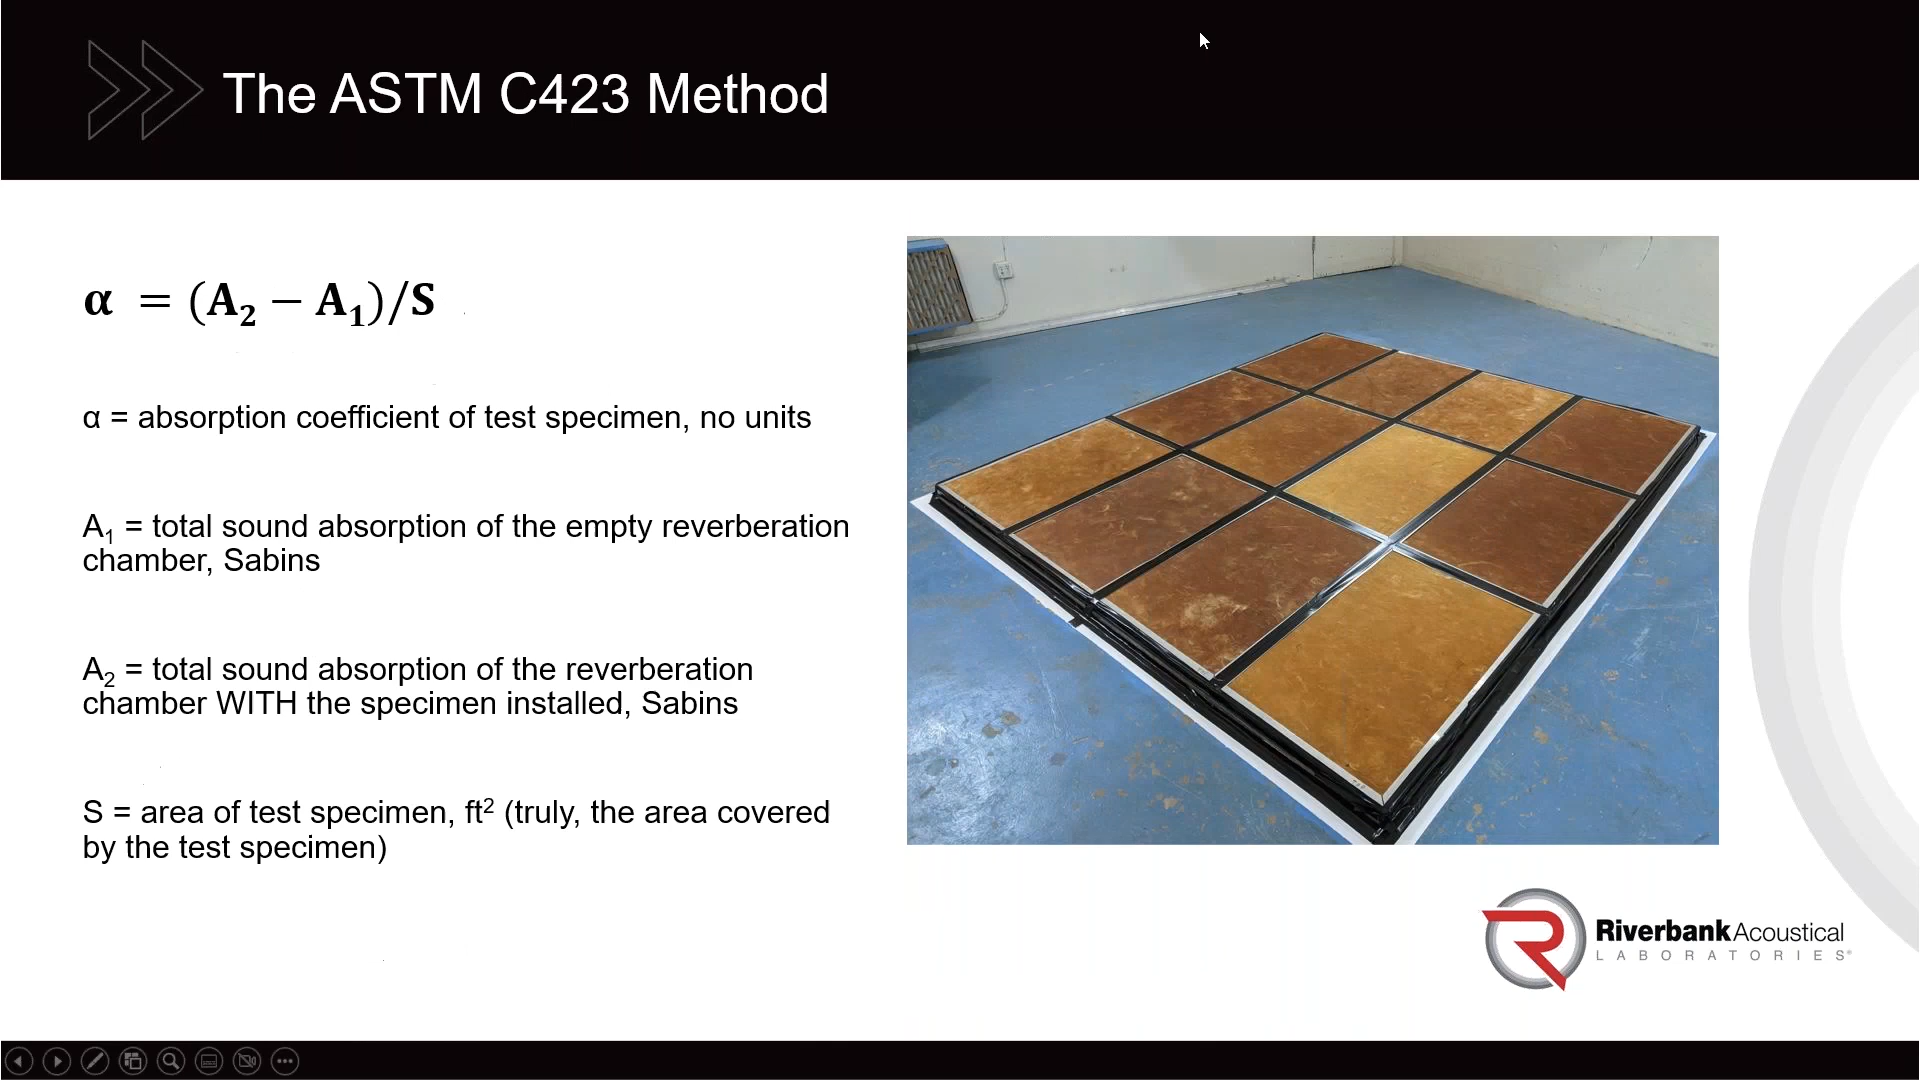 The ASTM C423 Method
α = (A₂ − A₁)/S
α = absorption coefficient of test specimen, no units
A₁ = total sound absorption of the empty reverberation
chamber, Sabins
A₂ = total sound absorption of the reverberation
chamber WITH the specimen installed, Sabins
S = area of test specimen, ft² (truly, the area covered
by the test specimen)
RiverbankAcoustical
LABORATORIES®